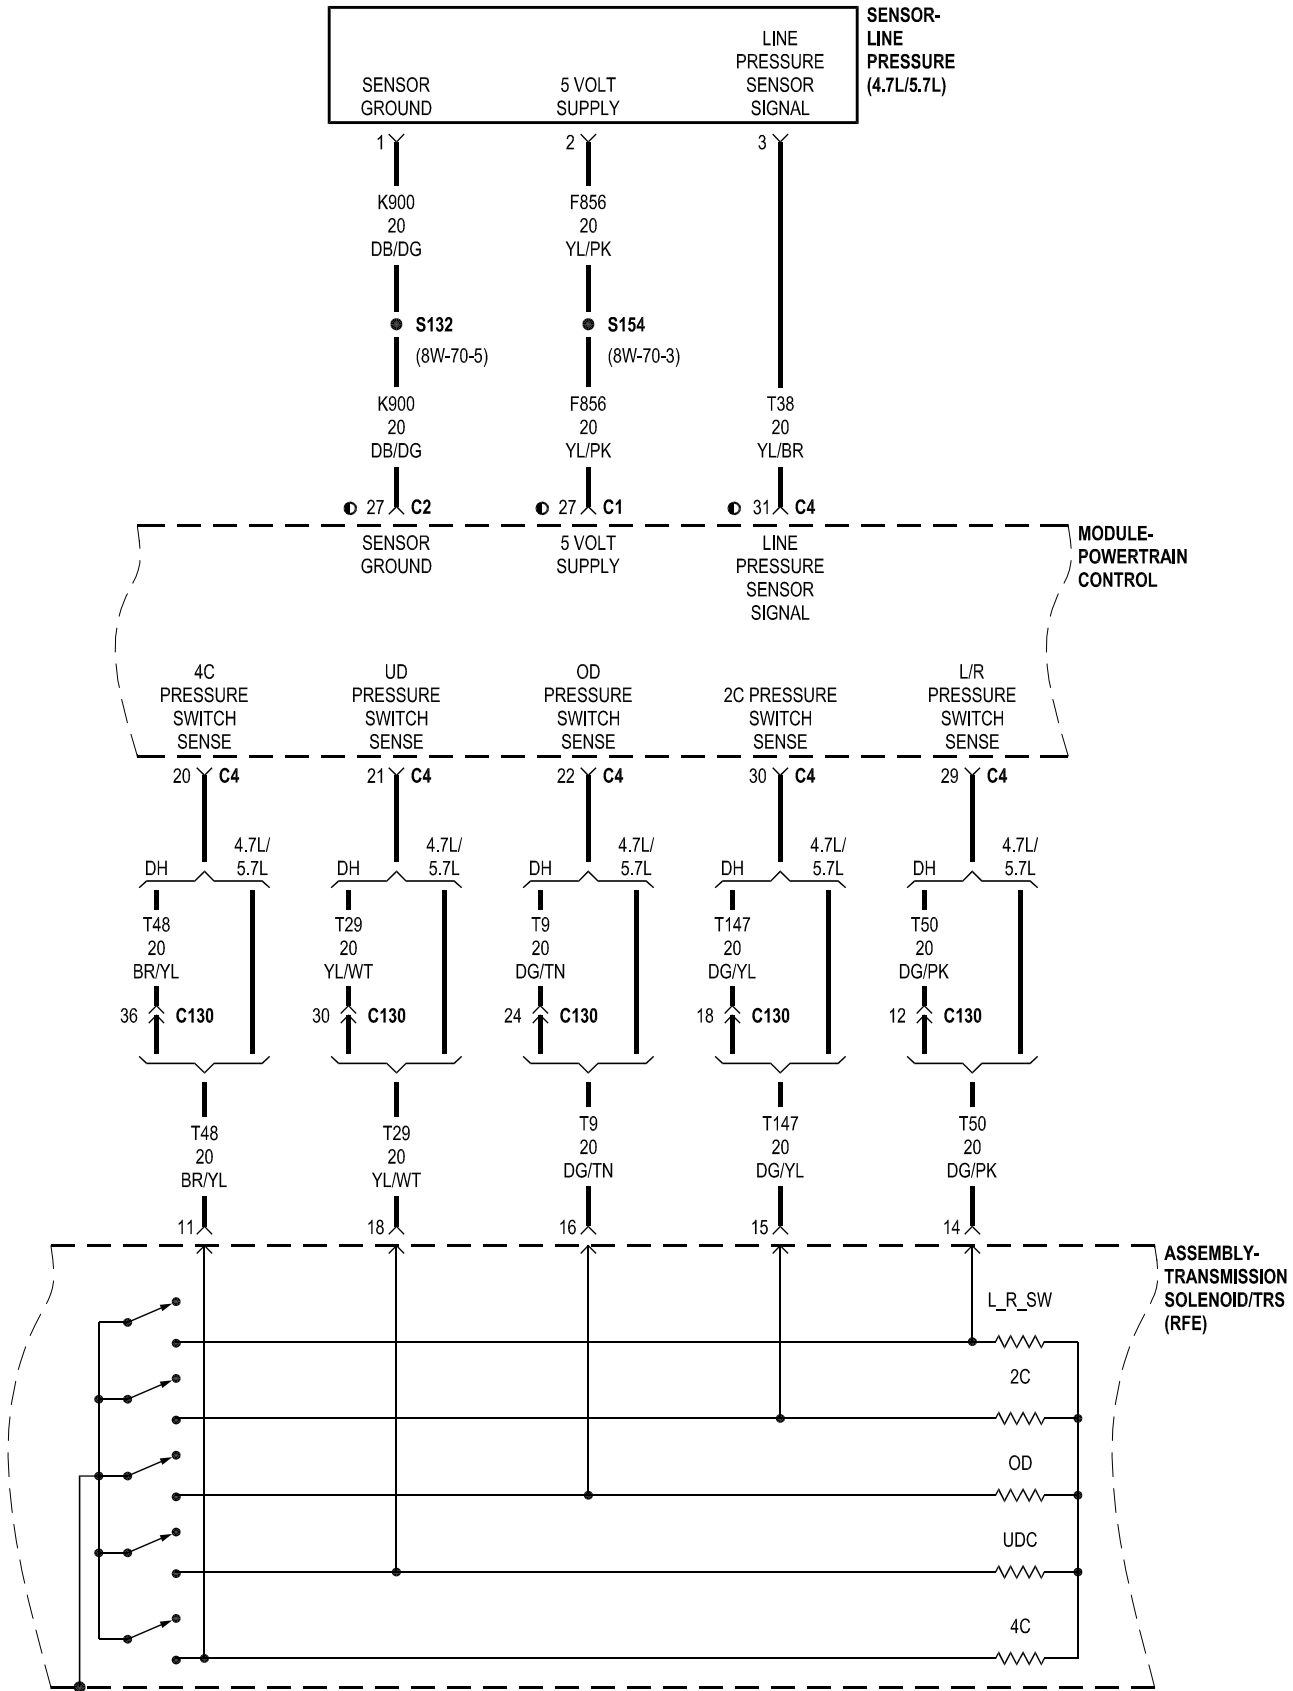 SENSOR-
LINE
PRESSURE
(4.7L/5.7L)
SENSOR
GROUND
5 VOLT
SUPPLY
LINE
PRESSURE
SENSOR
SIGNAL
1
2
3
K900
20
DB/DG
F856
20
YL/PK
S132
(8W-70-5)
S154
(8W-70-3)
K900
20
DB/DG
F856
20
YL/PK
T38
20
YL/BR
27 C2
27 C1
31 C4
MODULE-
POWERTRAIN
CONTROL
SENSOR
GROUND
5 VOLT
SUPPLY
LINE
PRESSURE
SENSOR
SIGNAL
4C
PRESSURE
SWITCH
SENSE
UD
PRESSURE
SWITCH
SENSE
OD
PRESSURE
SWITCH
SENSE
2C PRESSURE
SWITCH
SENSE
L/R
PRESSURE
SWITCH
SENSE
20 C4
21 C4
22 C4
30 C4
29 C4
DH
4.7L/
5.7L
DH
4.7L/
5.7L
DH
4.7L/
5.7L
DH
4.7L/
5.7L
DH
4.7L/
5.7L
T48
20
BR/YL
T29
20
YL/WT
T9
20
DG/TN
T147
20
DG/YL
T50
20
DG/PK
36 C130
30 C130
24 C130
18 C130
12 C130
T48
20
BR/YL
T29
20
YL/WT
T9
20
DG/TN
T147
20
DG/YL
T50
20
DG/PK
11
18
16
15
14
ASSEMBLY-
TRANSMISSION
SOLENOID/TRS
(RFE)
L_R_SW
2C
OD
UDC
4C